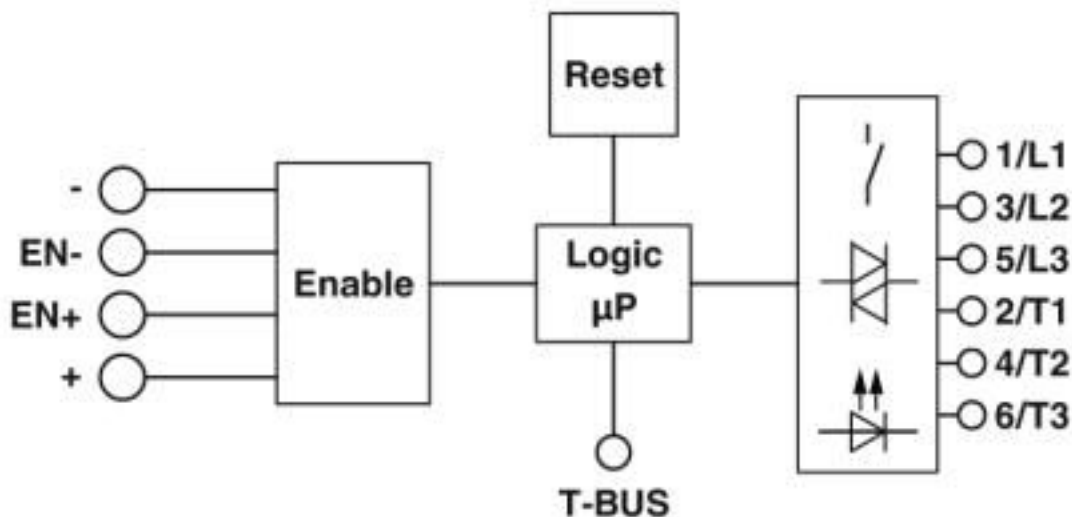 Reset
-
EN-
EN+
+
Enable
Logic
µP
T-BUS
1/L1
3/L2
5/L3
2/T1
4/T2
6/T3